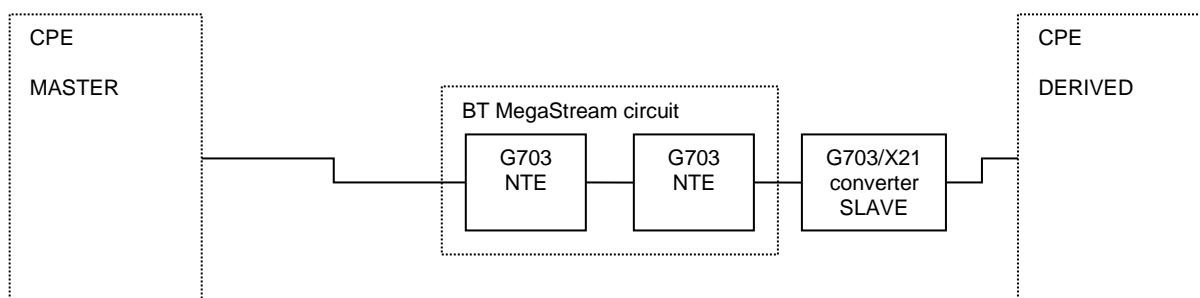 CPE
MASTER
BT MegaStream circuit
G703
NTE
G703
NTE
G703/X21
converter
SLAVE
CPE
DERIVED